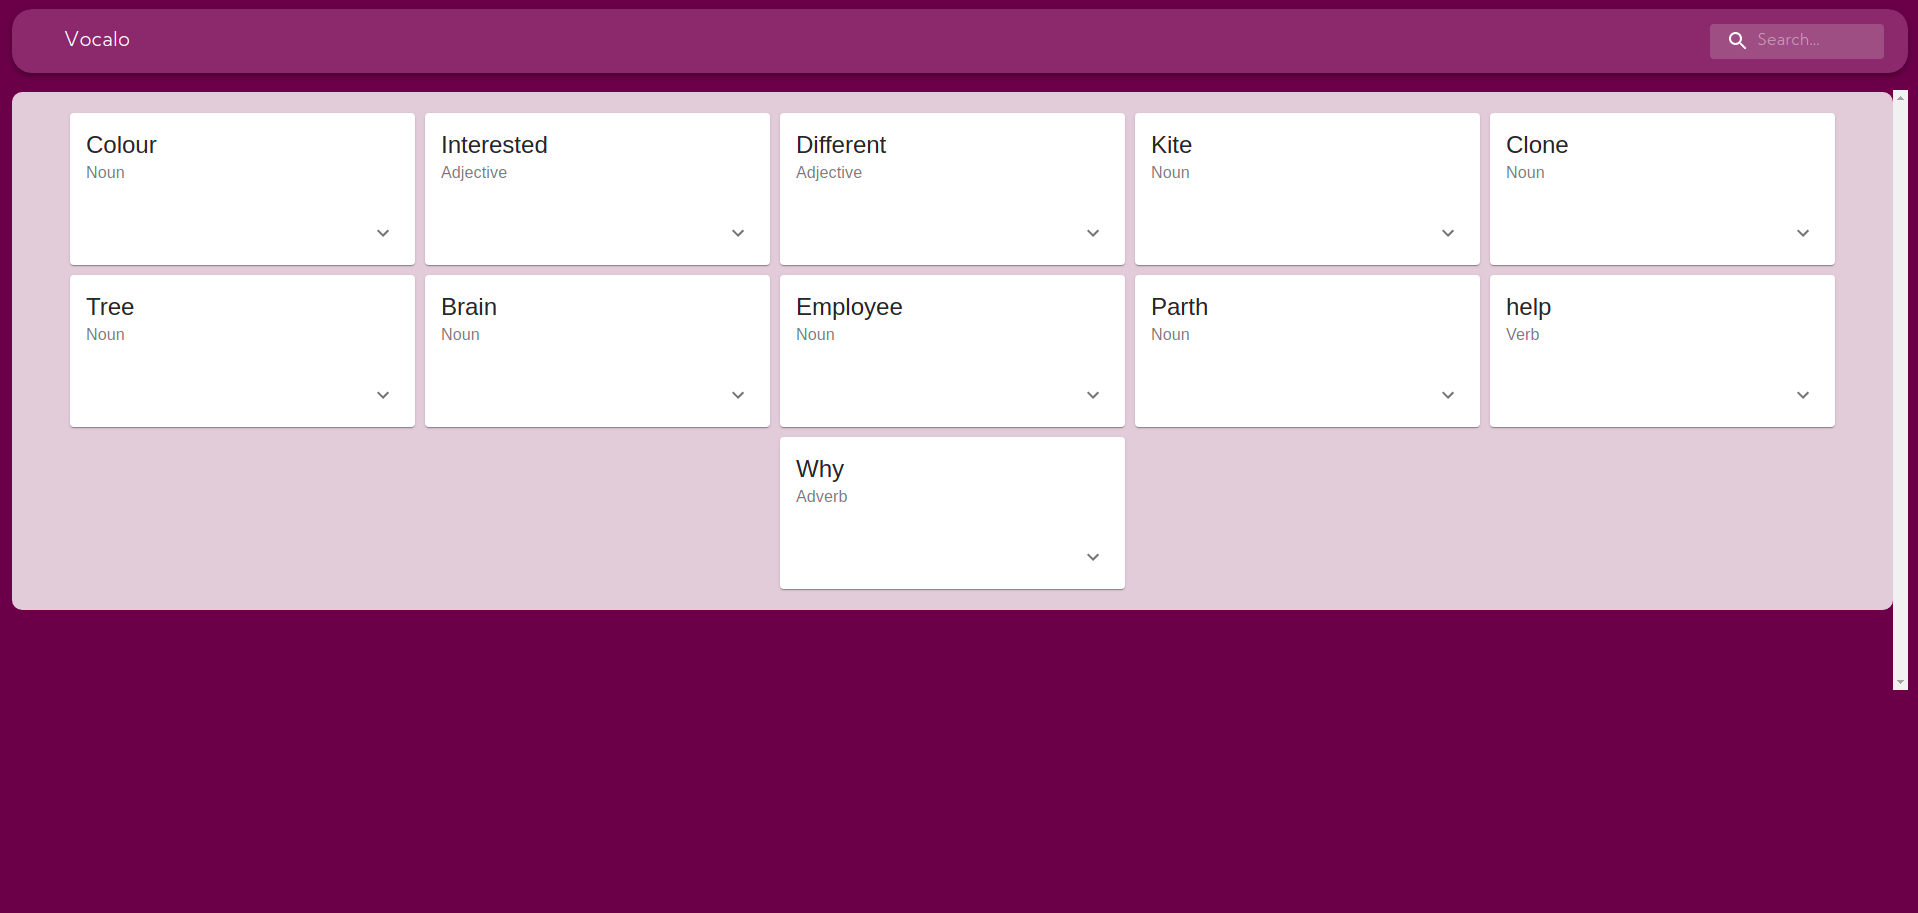 Vocalo
Search...
Colour
Noun
Interested
Adjective
Different
Adjective
Kite
Noun
Clone
Noun
Tree
Noun
Brain
Noun
Employee
Noun
Parth
Noun
help
Verb
Why
Adverb